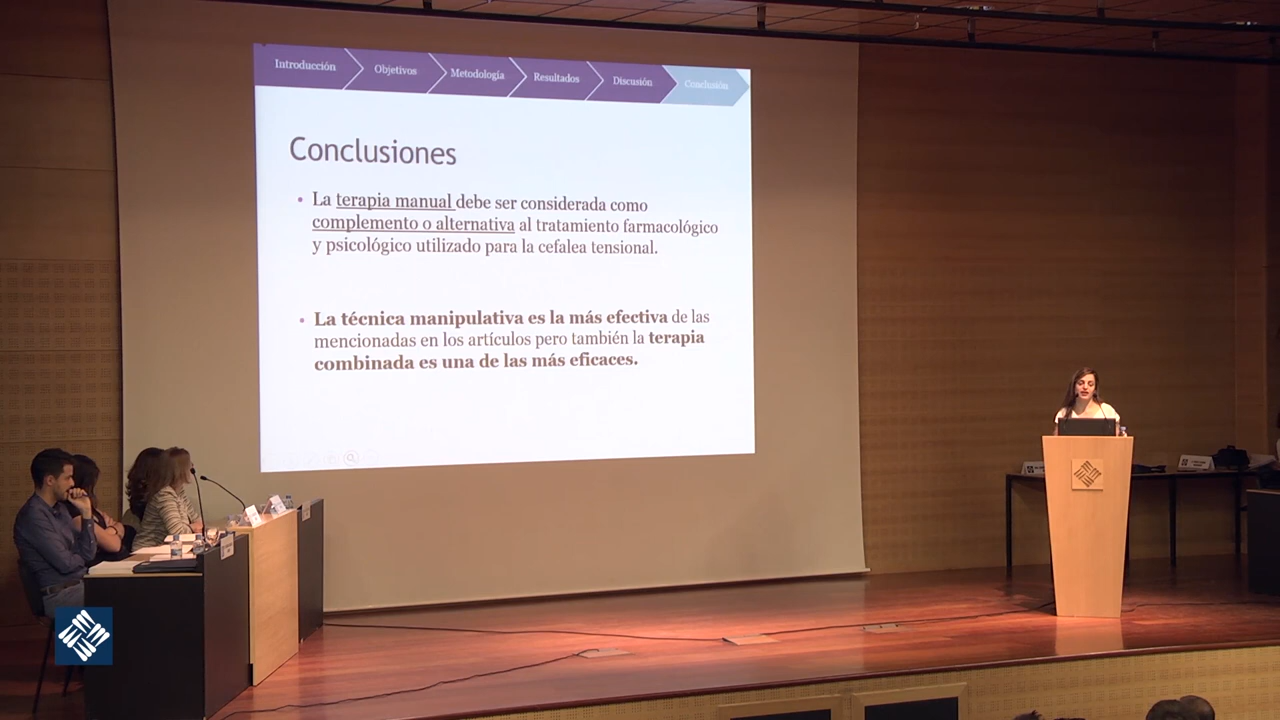 Introducción
Objetivos
Metodología
Resultados
Discusión
Conclusión
Conclusiones
• La terapia manual debe ser considerada como
complemento o alternativa al tratamiento farmacológico
y psicológico utilizado para la cefalea tensional.
• La técnica manipulativa es la más efectiva de las
mencionadas en los artículos pero también la terapia
combinada es una de las más eficaces.